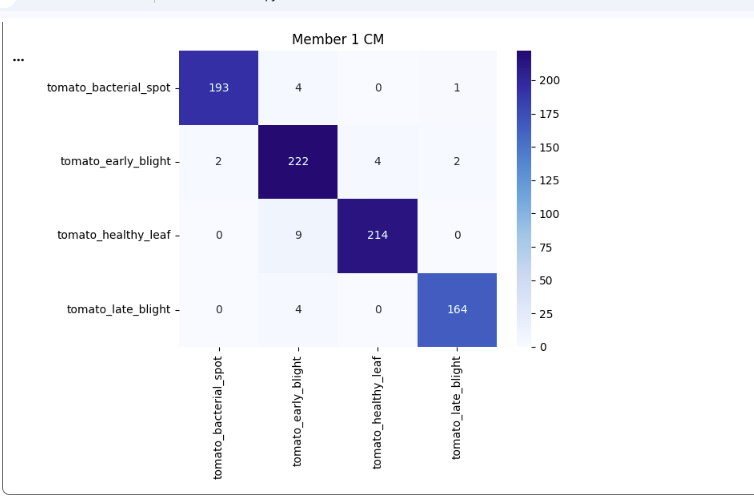 ...
Member 1 CM
tomato_bacterial_spot 193 4 0 1
tomato_early_blight 2 222 4 2
tomato_healthy_leaf 0 9 214 0
tomato_late_blight 0 4 0 164
200
175
150
125
100
75
50
25
0
tomato_bacterial_spot
tomato_early_blight
tomato_healthy_leaf
tomato_late_blight